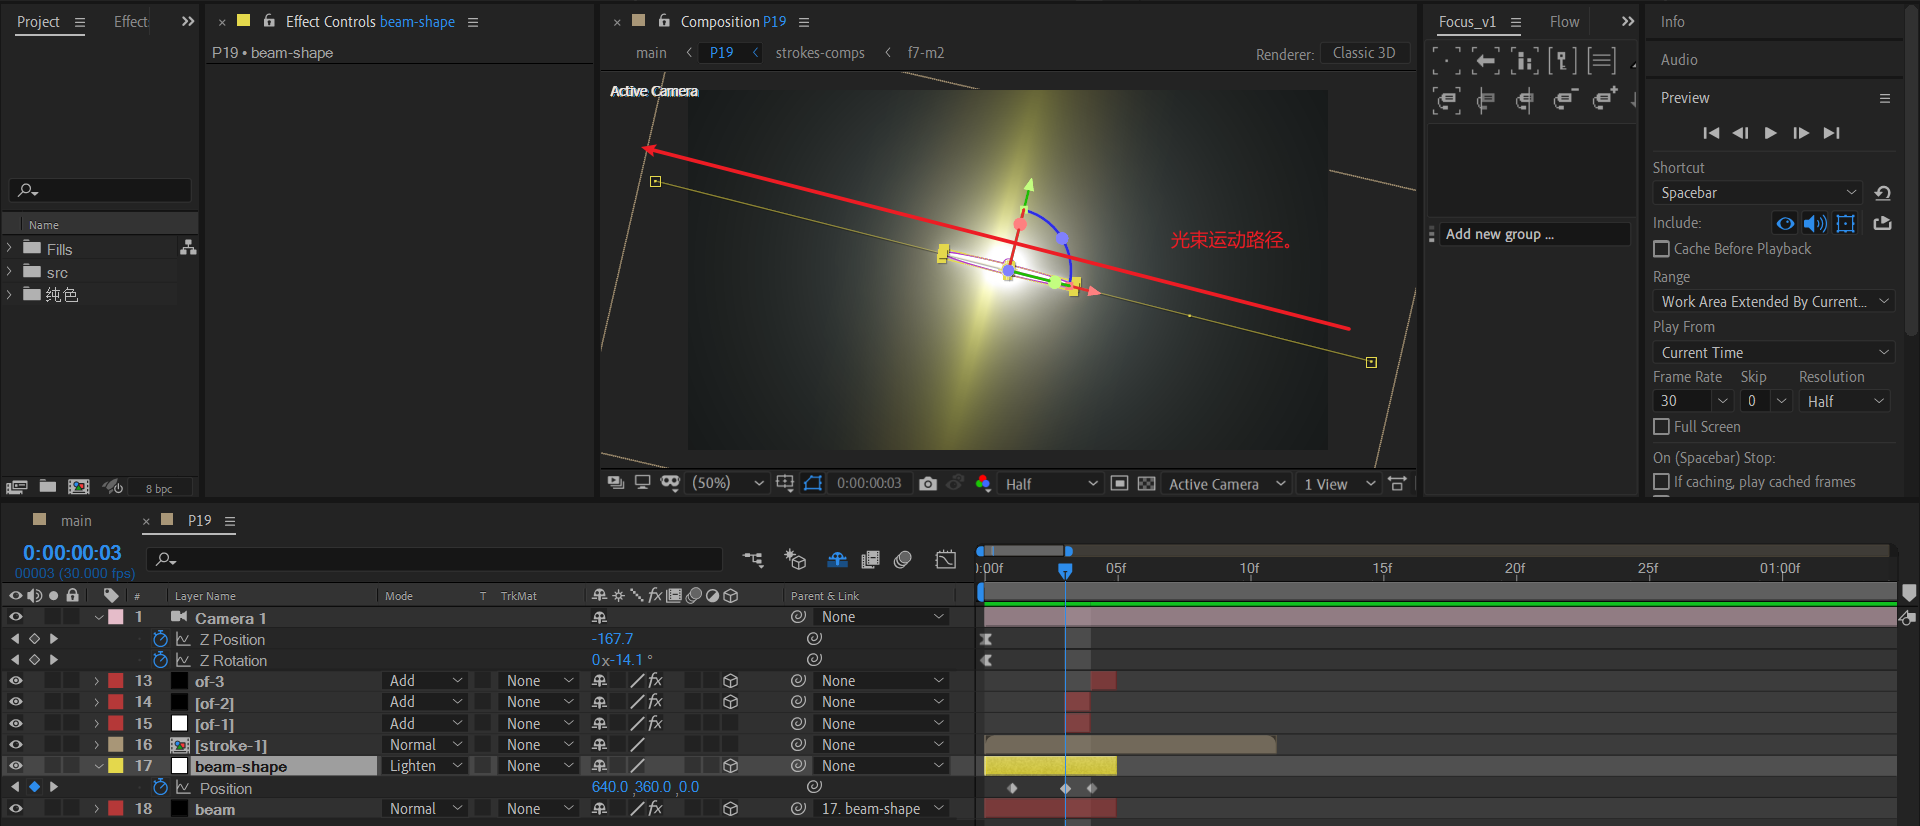 Project
Effect
Effect Controls beam-shape
P19 • beam-shape
Composition P19
main
P19
strokes-comps
f7-m2
Renderer:
Classic 3D
Active Camera
光束运动路径。
Focus_v1
Flow
Add new group ...
Info
Audio
Preview
Shortcut
Spacebar
Include:
Cache Before Playback
Range
Work Area Extended By Current...
Play From
Current Time
Frame Rate Skip Resolution
30 0 Half
Full Screen
On (Spacebar) Stop:
If caching, play cached frames
Name
Fills
src
纯色
8 bpc
(50%)
0:00:00:03
Half
Active Camera
1 View
main
P19
0:00:00:03
00003 (30.000 fps)
:00f 05f 10f 15f 20f 25f 01:00f
# Layer Name Mode T TrkMat fx Parent & Link
1 Camera 1 None
Z Position -167.7
Z Rotation 0x-14.1 °
13 of-3 Add None fx None
14 [of-2] Add None fx None
15 [of-1] Add None fx None
16 [stroke-1] Normal None None
17 beam-shape Lighten None None
Position 640.0 ,360.0 ,0.0
18 beam Normal None fx 17. beam-shape